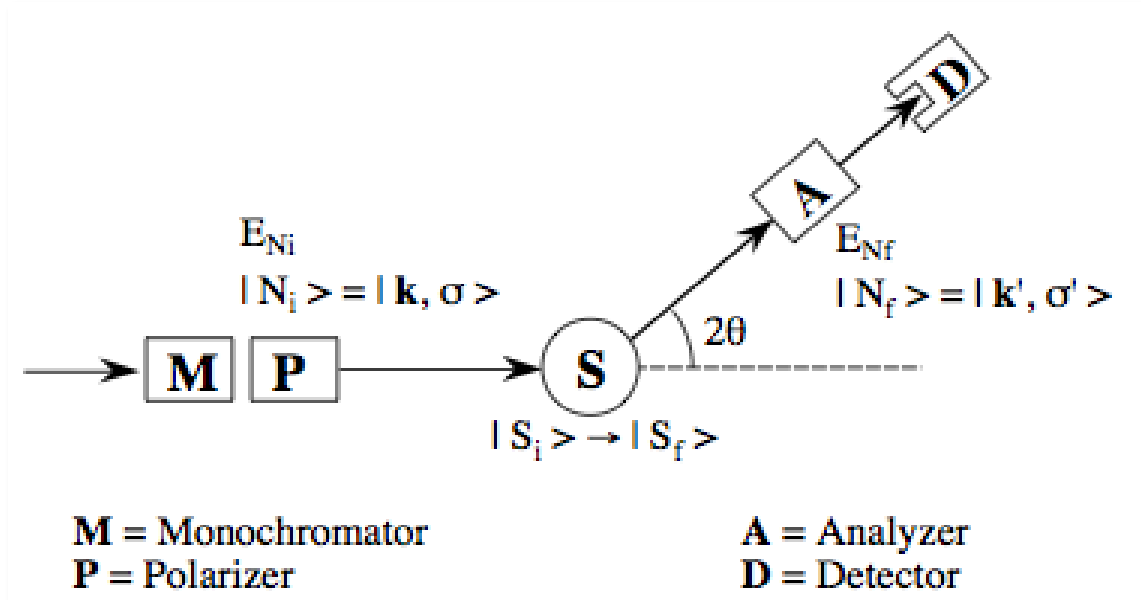 D
A
E_Ni
| N_i > = | k, σ >
E_Nf
| N_f > = | k', σ' >
2θ
M P S
| S_i > → | S_f >
M = Monochromator
P = Polarizer
A = Analyzer
D = Detector